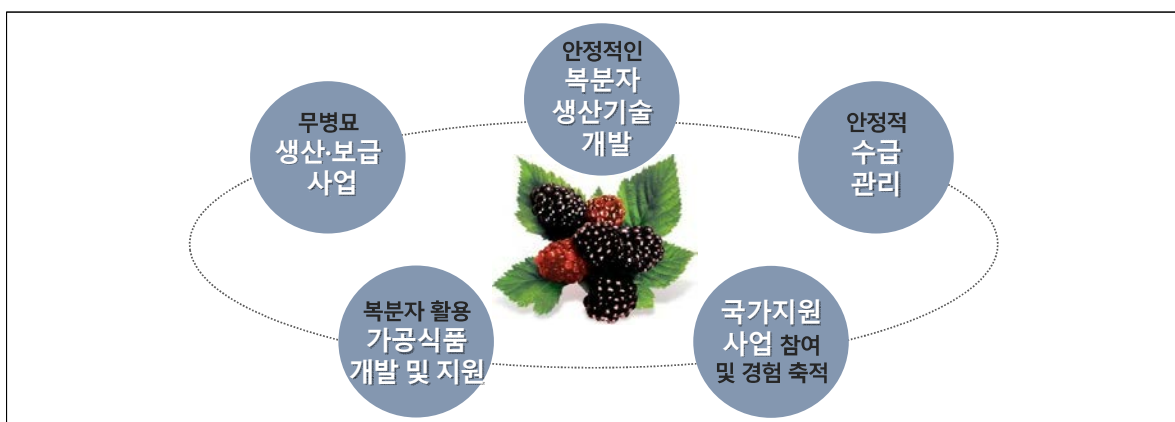 안정적인
복분자
생산기술
개발
무병묘
생산·보급
사업
안정적
수급
관리
복분자 활용
가공식품
개발 및 지원
국가지원
사업 참여
및 경험 축적